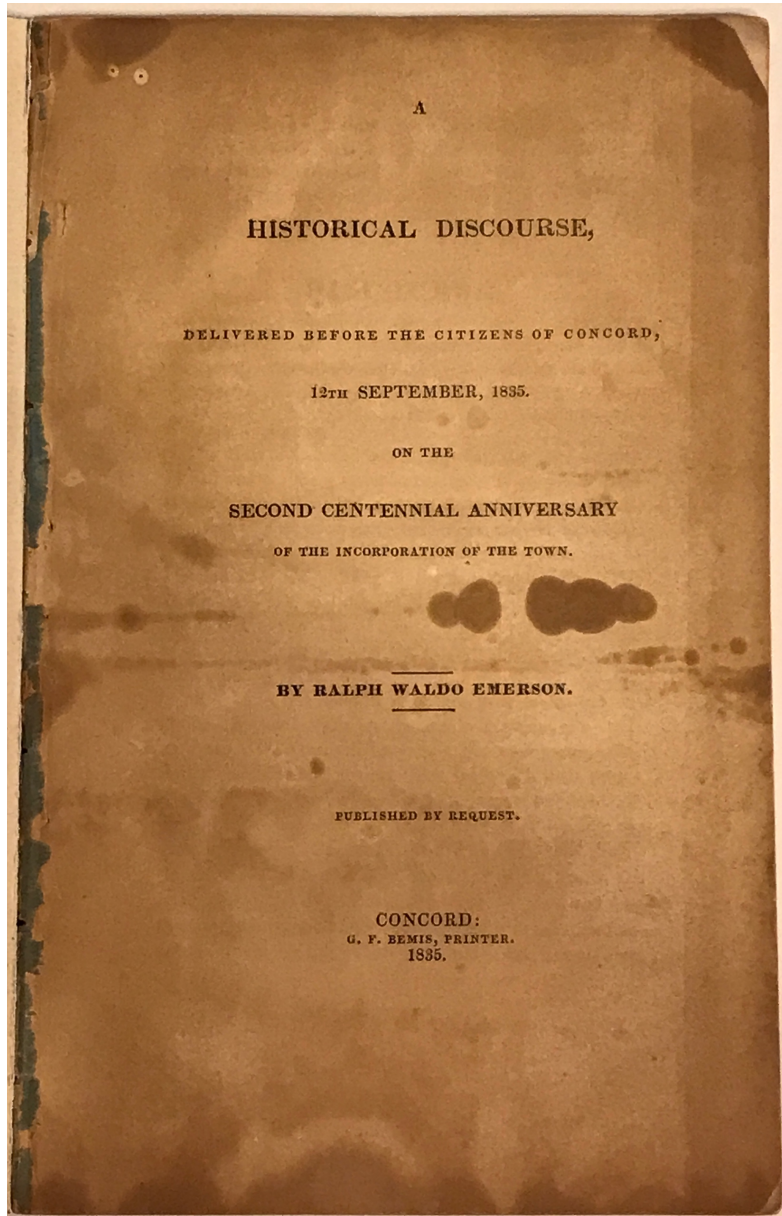 A
HISTORICAL DISCOURSE,
DELIVERED BEFORE THE CITIZENS OF CONCORD,
12TH SEPTEMBER, 1835.
ON THE
SECOND CENTENNIAL ANNIVERSARY
OF THE INCORPORATION OF THE TOWN.
BY RALPH WALDO EMERSON.
PUBLISHED BY REQUEST.
CONCORD:
G. F. BEMIS, PRINTER.
1835.